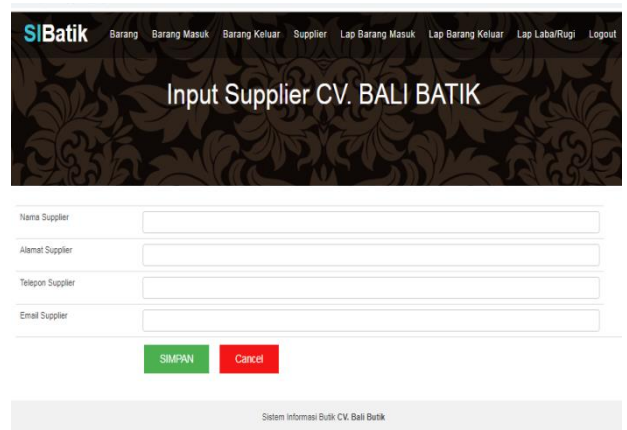 SIBatik Barang Barang Masuk Barang Keluar Supplier Lap Barang Masuk Lap Barang Keluar Lap Laba/Rugi Logout
Input Supplier CV. BALI BATIK
Nama Supplier
Alamat Supplier
Telepon Supplier
Email Supplier
SIMPAN Cancel
Sistem Informasi Butik CV. Bali Butik